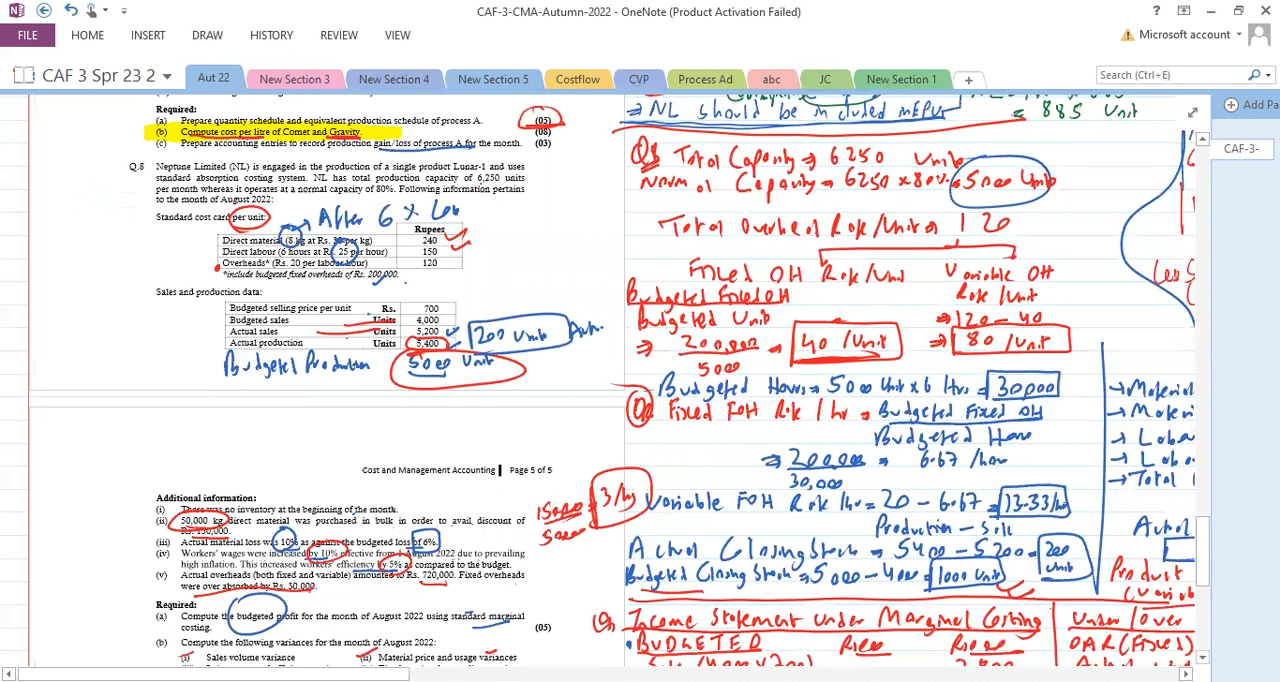 CAF-3-CMA-Autumn-2022 - OneNote (Product Activation Failed)
FILE HOME INSERT DRAW HISTORY REVIEW VIEW
Microsoft account
CAF 3 Spr 23 2 Aut 22 New Section 3 New Section 4 New Section 5 Costflow CVP Process Ad abc JC New Section 1
Search (Ctrl+E)
Add Pa
CAF-3-
Required:
(a) Prepare quantity schedule and equivalent production schedule of process A. (05)
(b) Compute cost per litre of Comet and Gravity. (08)
(c) Prepare accounting entries to record production gain/loss of process A for the month. (03)
Q.8 Neptune Limited (NL) is engaged in the production of a single product Lunar-1 and uses
standard absorption costing system. NL has total production capacity of 6,250 units
per month whereas it operates at a normal capacity of 80%. Following information pertains
to the month of August 2022:
Standard cost card per unit:
After 6 %
Rupees
Direct material (8 kg at Rs. per kg) 240
Direct labour (6 hours at Rs. 25 per hour) 150
Overheads* (Rs. 20 per labour hour) 120
*include budgeted fixed overheads of Rs. 200,000.
Sales and production data:
Budgeted selling price per unit Rs. 700
Budgeted sales Units 4,000
Actual sales Units 5,200
Actual production Units 5,400
200 Units
Budgeted Production 5000 Unit
Cost and Management Accounting | Page 5 of 5
Additional information:
(i) There was no inventory at the beginning of the month.
(ii) 50,000 kg direct material was purchased in bulk in order to avail discount of
(iii) Actual material loss was 10% as against the budgeted loss of 6%.
(iv) Workers' wages were increased by 10% effective from 1 August 2022 due to prevailing
high inflation. This increased workers' efficiency by 5% as compared to the budget.
(v) Actual overheads (both fixed and variable) amounted to Rs. 720,000. Fixed overheads
were over absorbed by Rs. 30,000.
Required:
(a) Compute the budgeted profit for the month of August 2022 using standard marginal
costing. (05)
(b) Compute the following variances for the month of August 2022:
(i) Sales volume variance (ii) Material price and usage variances
3/kg
=> NL should be included
= 885 Unit
Q8 Total Capacity => 6250 Units
Normal Capacity => 6250 x 80% = 5000 Unit
Total Overhead Rate/Unit 120
Fixed OH Rate/Unit
Variable OH Rate/Unit
Budgeted Fixed OH
Budgeted Unit
=> 120 - 40
=> 200,000 = 40/Unit
5000
=> 80/Unit
Budgeted Hours => 5000 Unit x 6 Hrs = 30,000
OR Fixed FOH Rate / hr => Budgeted Fixed OH
Budgeted Hours
=> 200,000 = 6.67 /hour
30,000
Variable FOH Rate /hr = 20 - 6.67 = 13.33/hr
Production - Sale
Actual Closing Stock => 5400 - 5200 = 200 Unit
Budgeted Closing Stock => 5000 - 4000 = 1000 Unit
Income Statement under Marginal Costing
BUDGETED
Under/over
OAR (Fixed)
Product